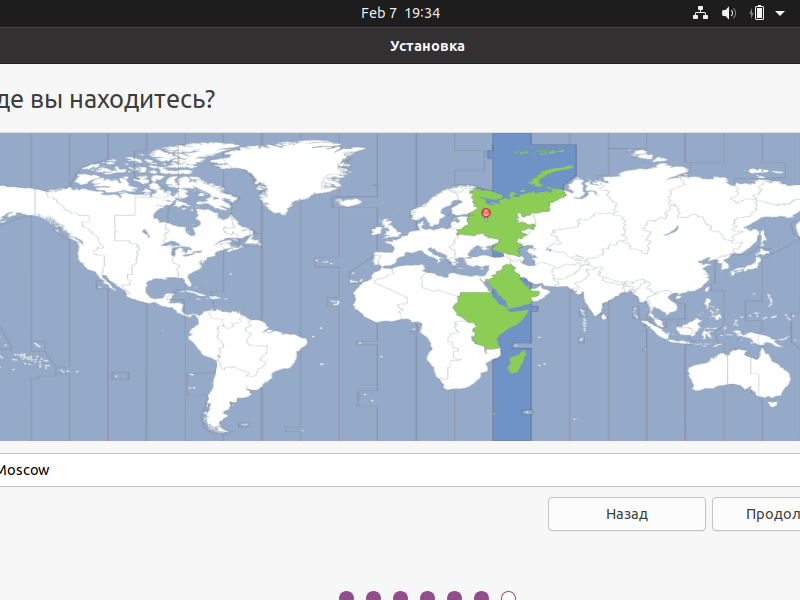 Feb 7 19:34
Установка
де вы находитесь?
Moscow
Назад
Продол